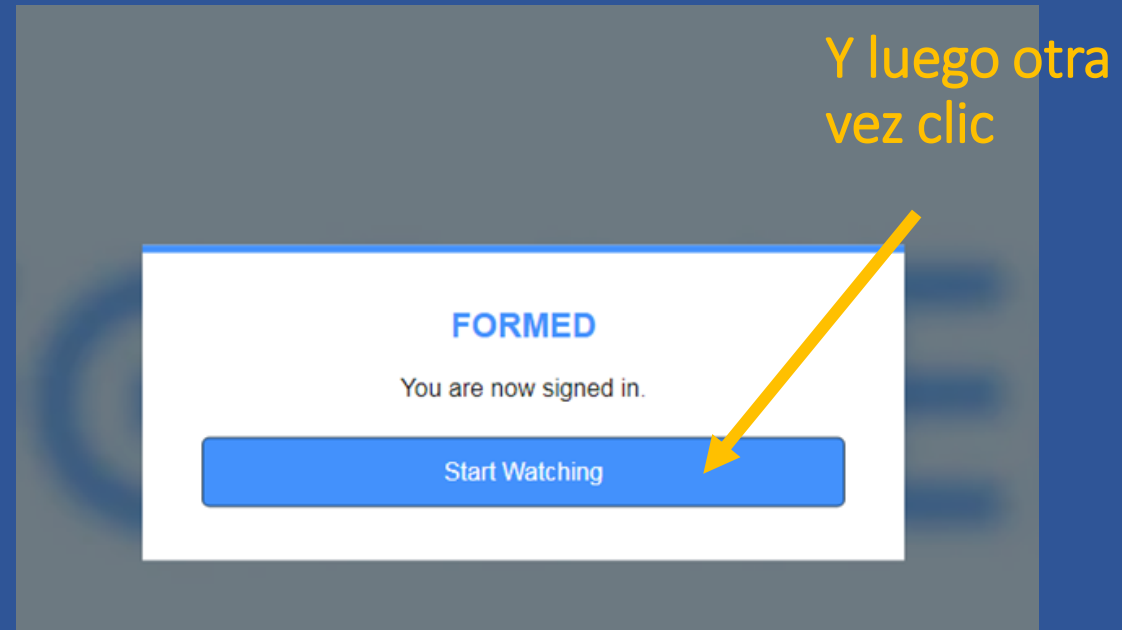 Y luego otra
vez clic
FORMED
You are now signed in.
Start Watching